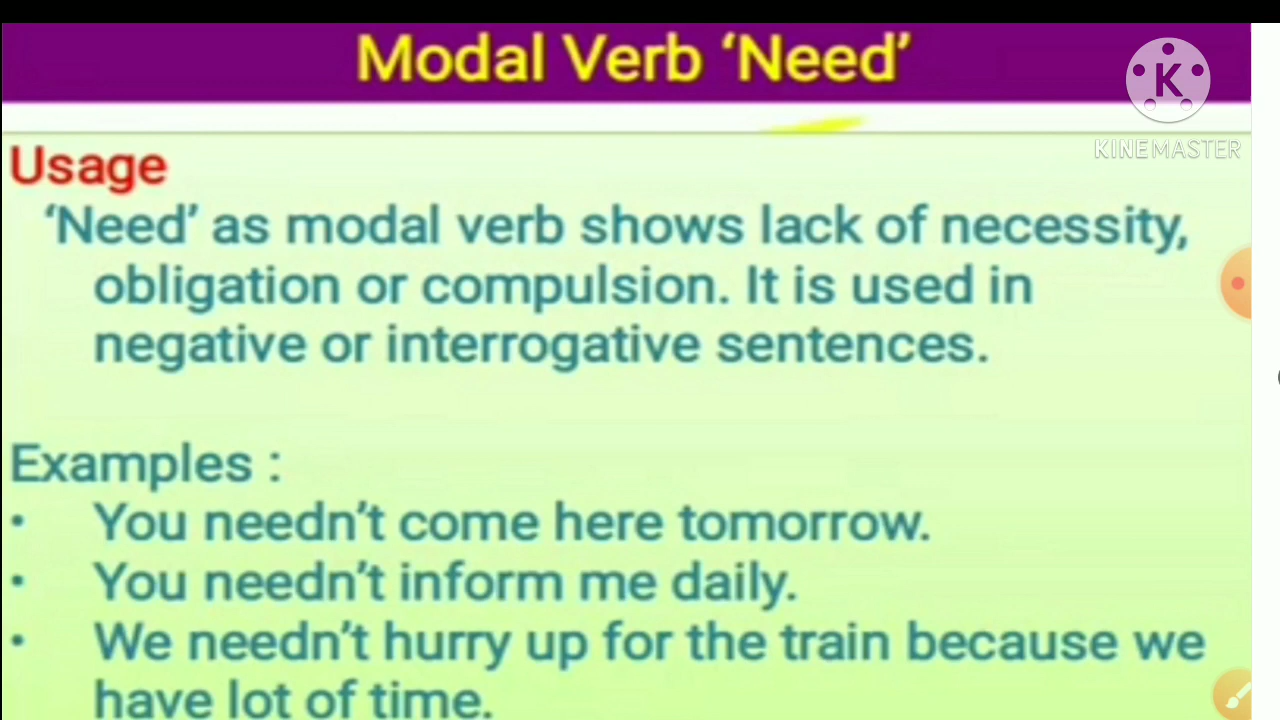 Modal Verb ‘Need’
K
KINEMASTER
Usage
‘Need’ as modal verb shows lack of necessity,
obligation or compulsion. It is used in
negative or interrogative sentences.
Examples :
• You needn’t come here tomorrow.
• You needn’t inform me daily.
• We needn’t hurry up for the train because we
have lot of time.